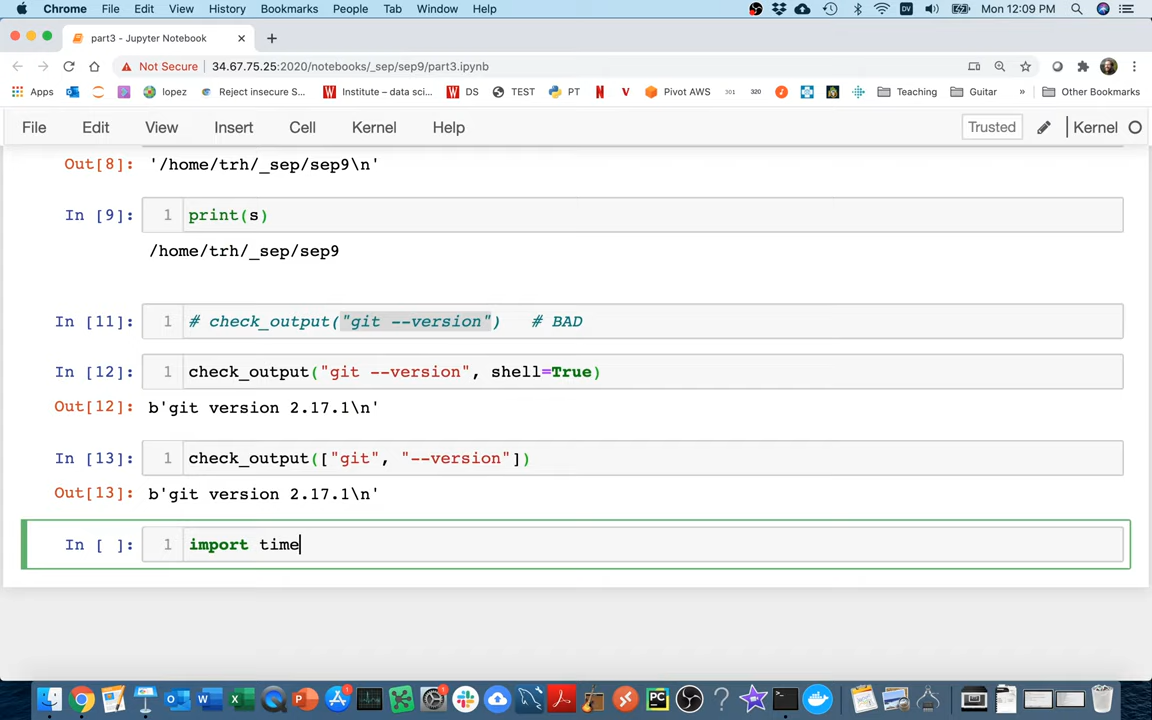 Chrome File Edit View History Bookmarks People Tab Window Help DV Mon 12:09 PM
part3 - Jupyter Notebook
Not Secure 34.67.75.25:2020/notebooks/_sep/sep9/part3.ipynb
Apps lopez Reject insecure S... Institute – data sci... DS TEST PT Pivot AWS 301 320 Teaching Guitar » Other Bookmarks
File Edit View Insert Cell Kernel Help Trusted Kernel
Out[8]: '/home/trh/_sep/sep9\n'
In [9]: 1 print(s)
/home/trh/_sep/sep9
In [11]: 1 # check_output("git --version") # BAD
In [12]: 1 check_output("git --version", shell=True)
Out[12]: b'git version 2.17.1\n'
In [13]: 1 check_output(["git", "--version"])
Out[13]: b'git version 2.17.1\n'
In [ ]: 1 import time